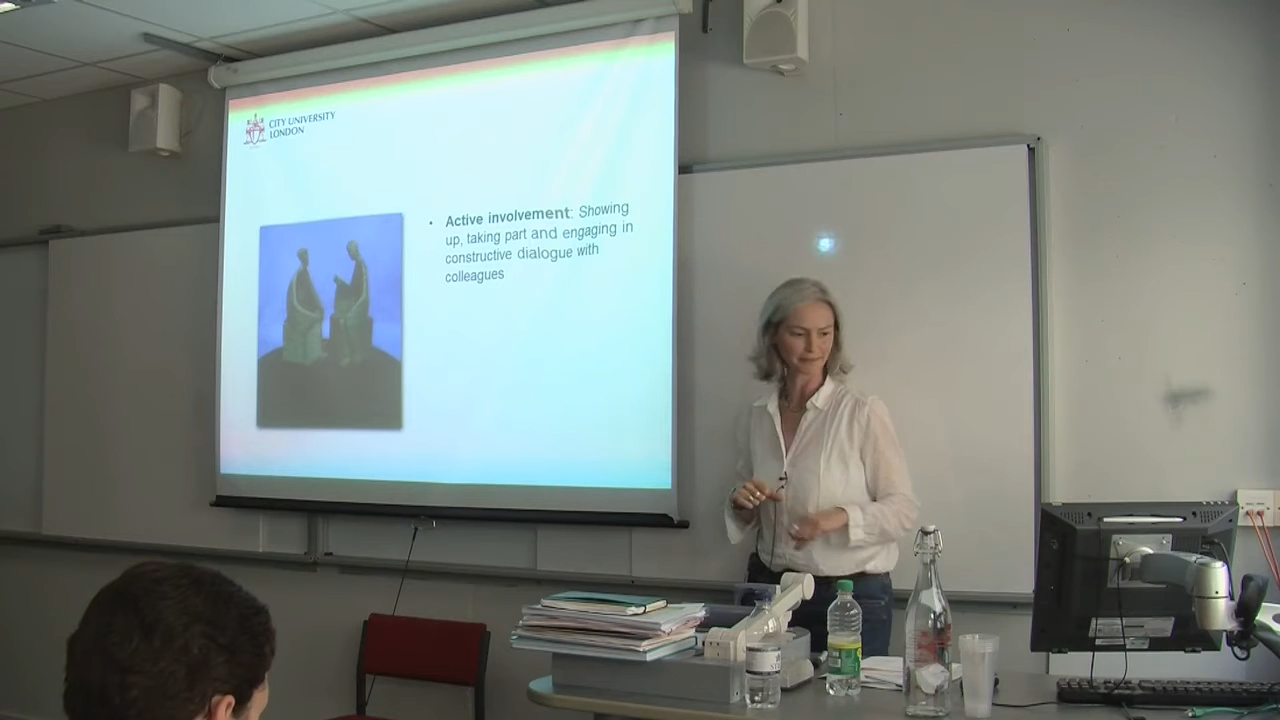 CITY UNIVERSITY
LONDON
• Active involvement: Showing
up, taking part and engaging in
constructive dialogue with
colleagues